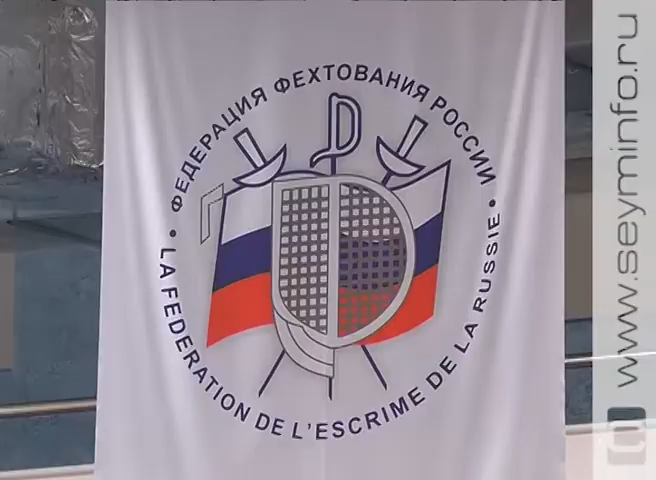 ФЕДЕРАЦИЯ ФЕХТОВАНИЯ РОССИИ
• LA FEDERATION DE L'ESCRIME DE LA RUSSIE •
www.seyminfo.ru